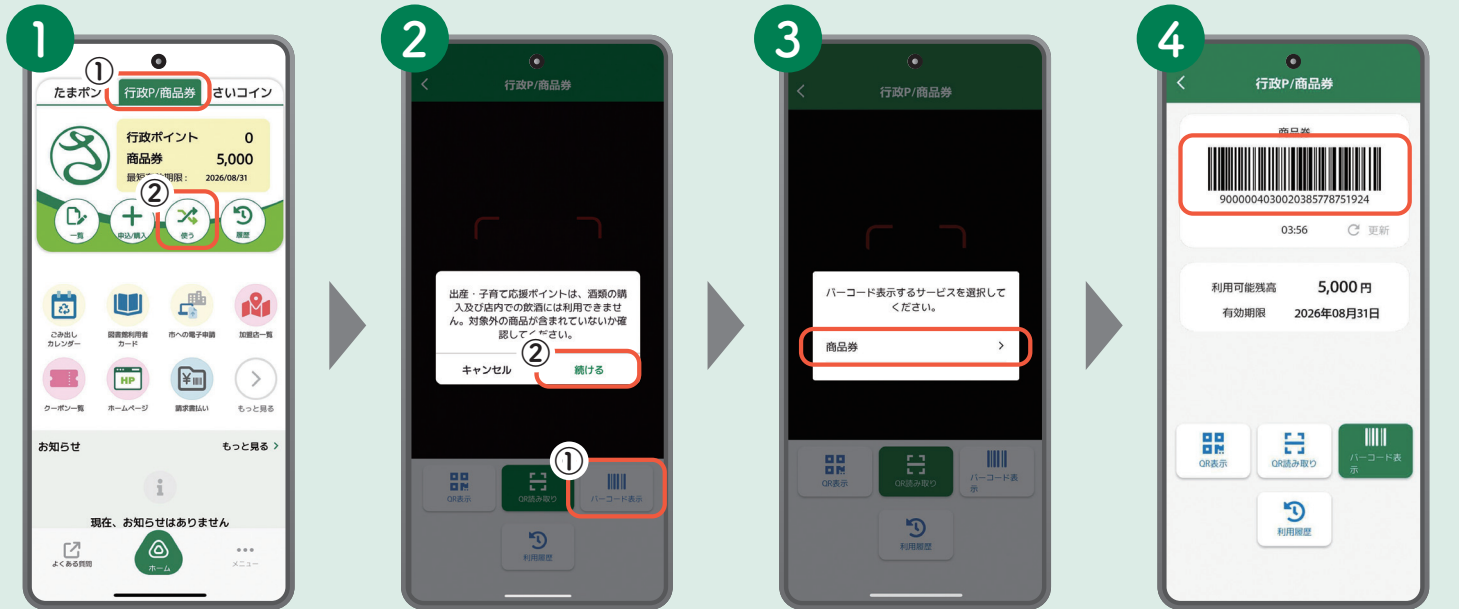 1
①
たまポン 行政P/商品券 さいコイン
行政ポイント 0
商品券 5,000
最短 期限： 2026/08/31
②
一覧 申込/購入 使う 履歴
ごみ出し
カレンダー
図書館利用者
カード
市への電子申請
加盟店一覧
クーポン一覧
HP
ホームページ
請求書払い
もっと見る
お知らせ もっと見る
現在、お知らせはありません
よくある質問
ホーム
メニュー
2
行政P/商品券
出産・子育て応援ポイントは、酒類の購
入及び店内での飲酒には利用できませ
ん。対象外の商品が含まれていないか確
認してください。
②
キャンセル 続ける
①
QR表示
QR読み取り
バーコード表示
利用履歴
3
行政P/商品券
バーコード表示するサービスを選択して
ください。
商品券
QR表示
QR読み取り
バーコード表
示
利用履歴
4
行政P/商品券
商品券
90000040300203857787519​24
03:56 更新
利用可能残高 5,000 円
有効期限 2026年08月31日
QR表示
QR読み取り
バーコード表
示
利用履歴